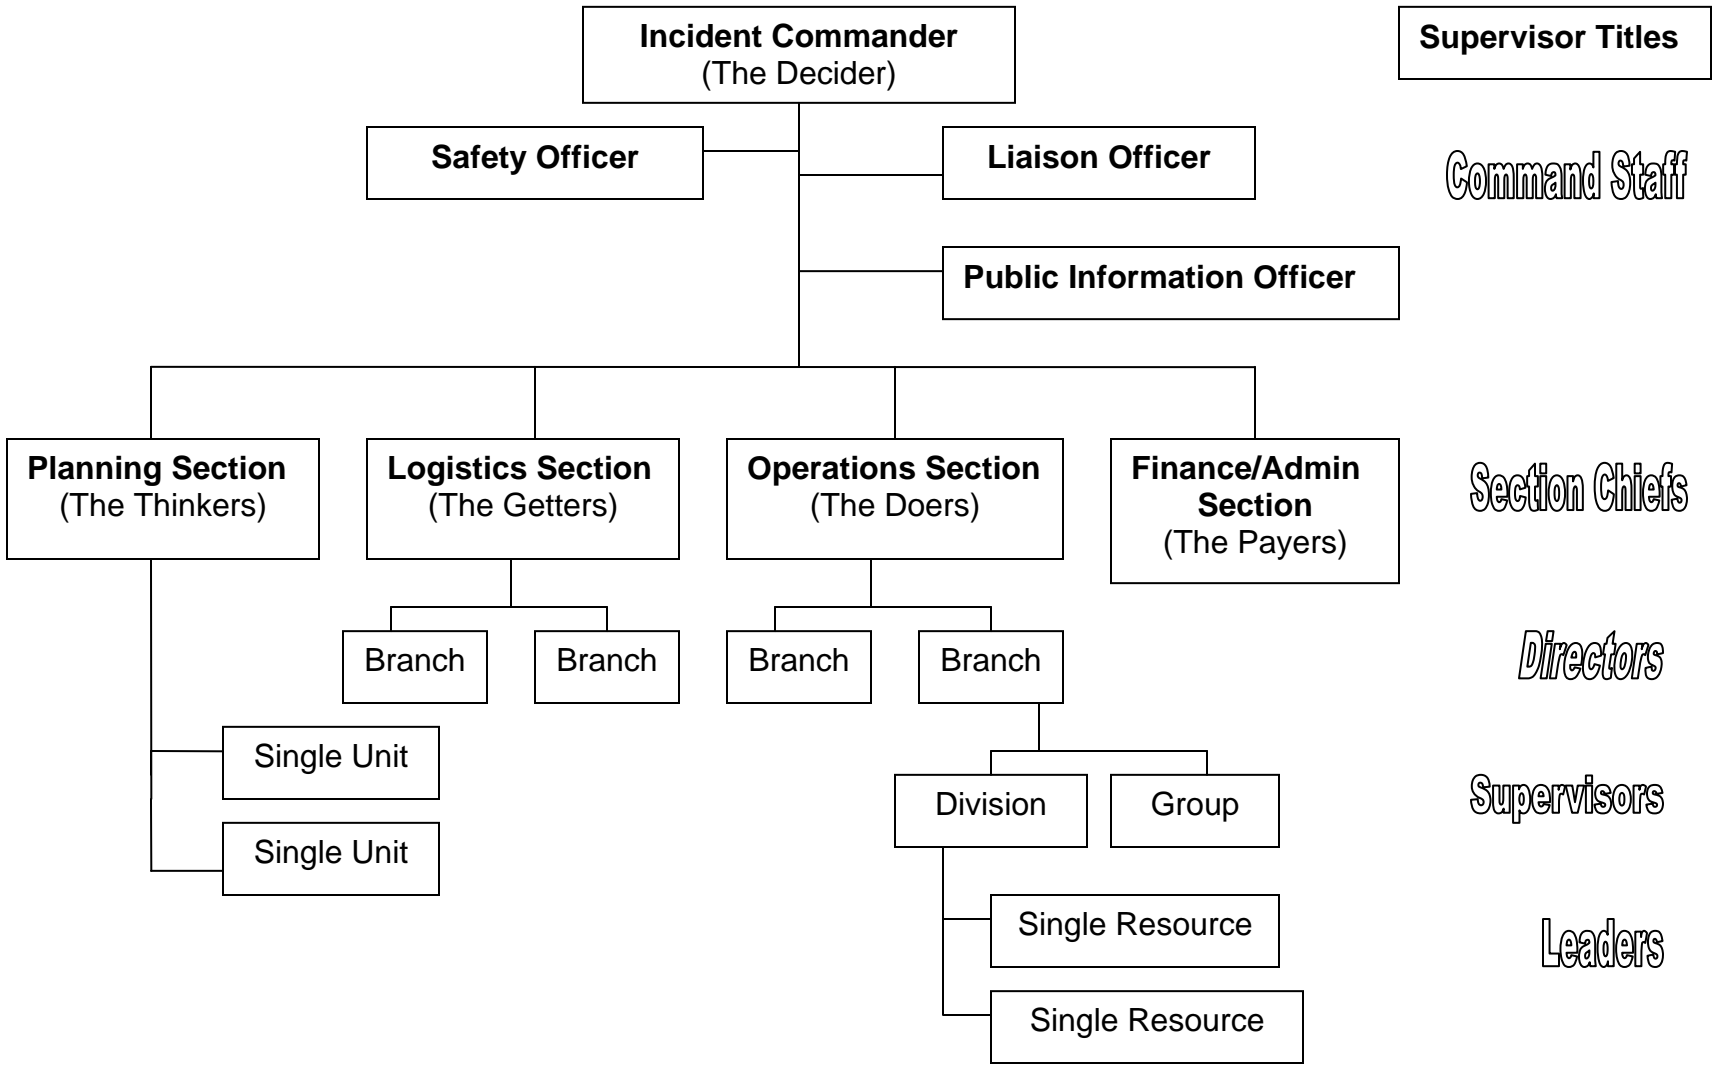 Incident Commander
(The Decider)
Supervisor Titles
Safety Officer
Liaison Officer
Command Staff
Public Information Officer
Planning Section
(The Thinkers)
Logistics Section
(The Getters)
Operations Section
(The Doers)
Finance/Admin
Section
(The Payers)
Section Chiefs
Branch
Branch
Branch
Branch
Directors
Single Unit
Single Unit
Division
Group
Supervisors
Single Resource
Single Resource
Leaders